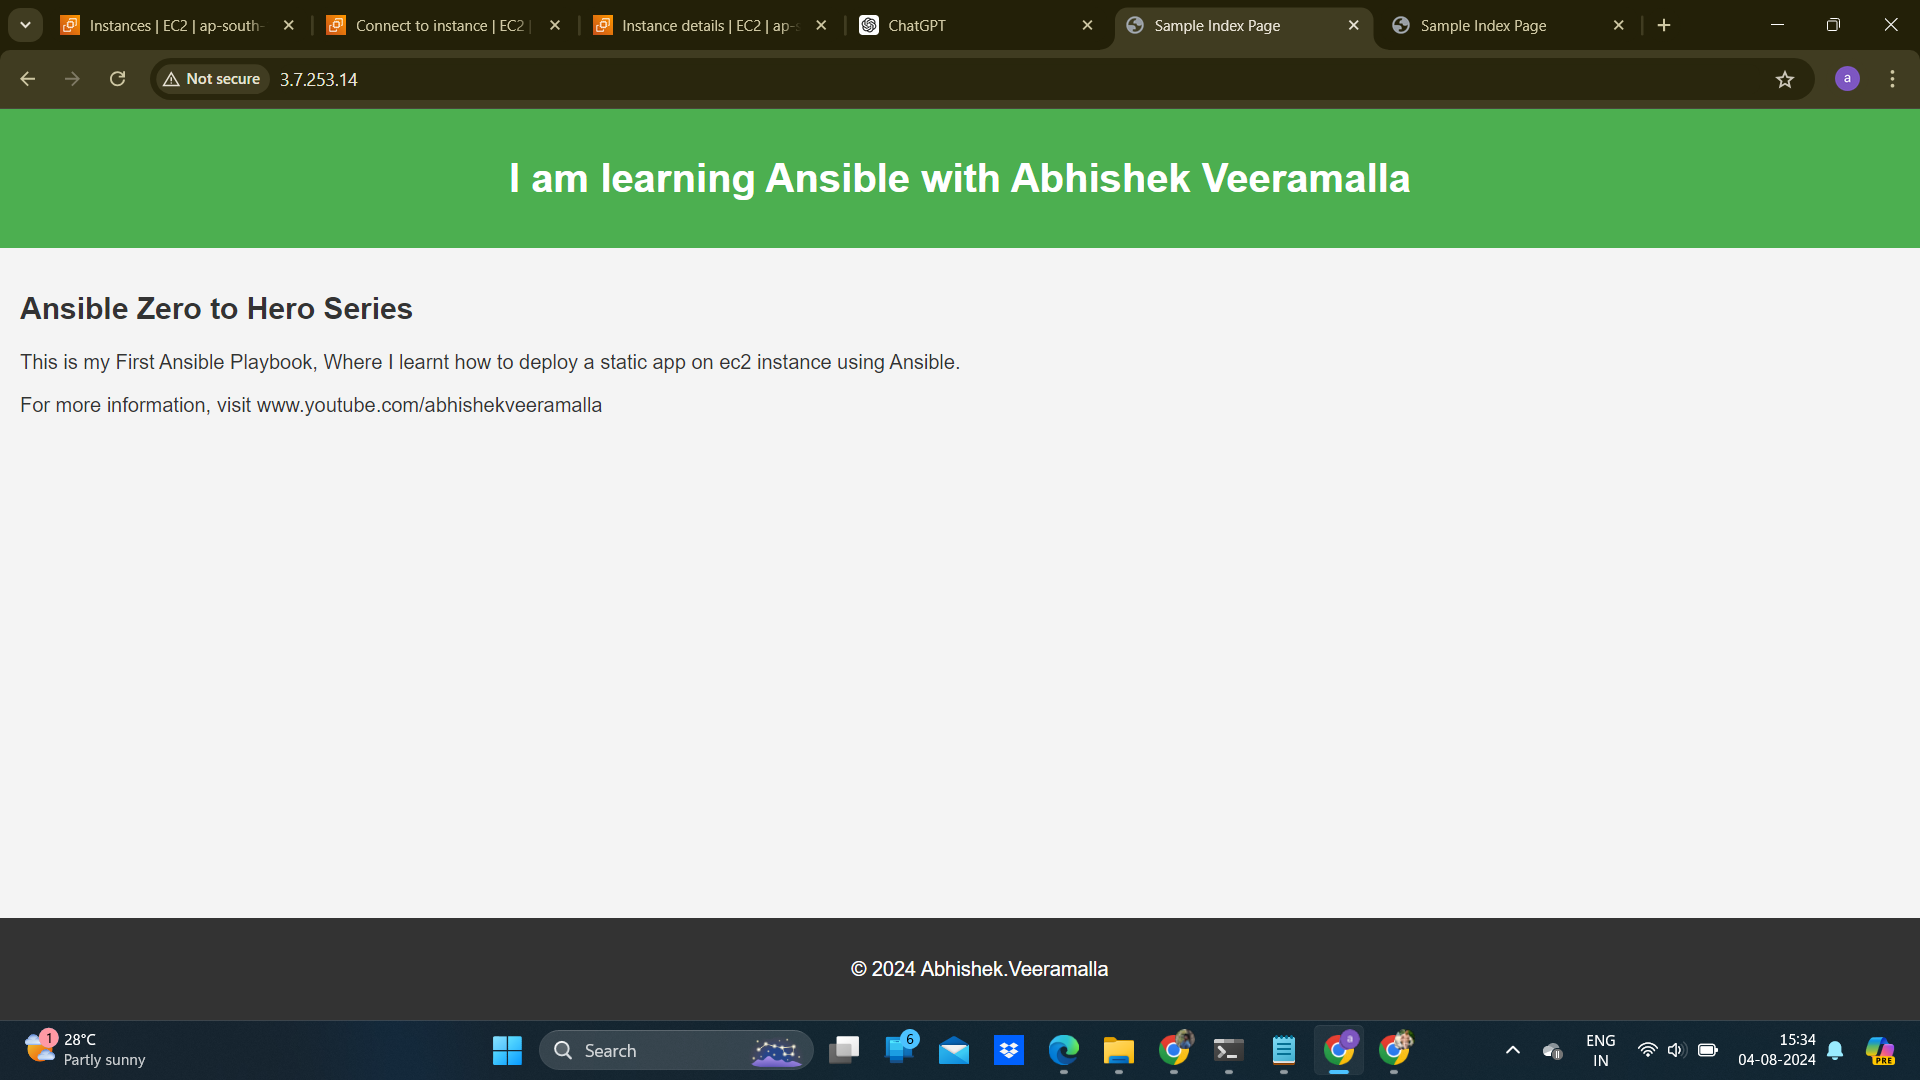 Instances | EC2 | ap-south-
Connect to instance | EC2 |
Instance details | EC2 | ap-s
ChatGPT
Sample Index Page
Sample Index Page
Not secure
3.7.253.14
a
I am learning Ansible with Abhishek Veeramalla
Ansible Zero to Hero Series
This is my First Ansible Playbook, Where I learnt how to deploy a static app on ec2 instance using Ansible.
For more information, visit www.youtube.com/abhishekveeramalla
© 2024 Abhishek.Veeramalla
1
28°C
Partly sunny
Search
6
a
ENG
IN
15:34
04-08-2024
PRE